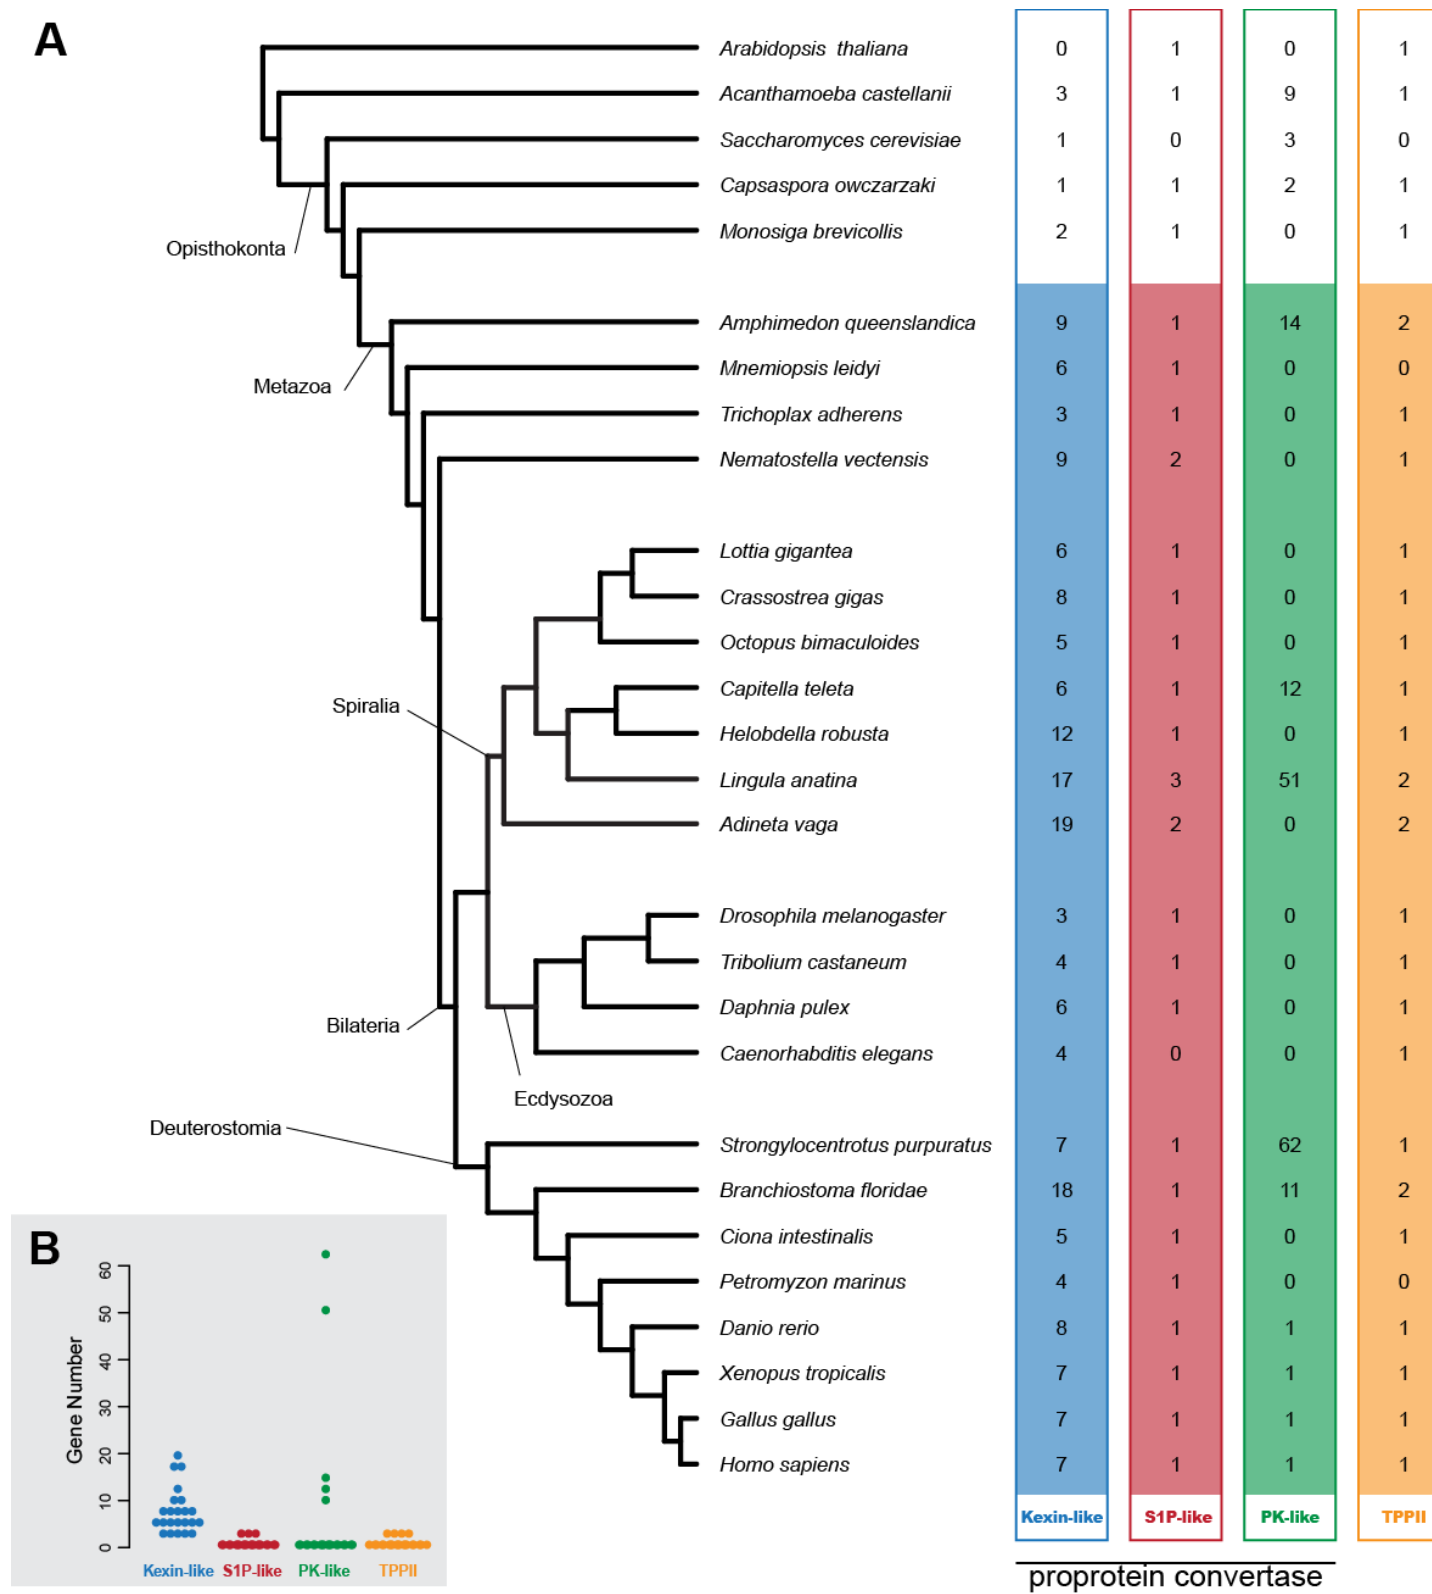 A
Arabidopsis thaliana 0 1 0 1
Acanthamoeba castellanii 3 1 9 1
Saccharomyces cerevisiae 1 0 3 0
Capsaspora owczarzaki 1 1 2 1
Monosiga brevicollis 2 1 0 1
Opisthokonta
Amphimedon queenslandica 9 1 14 2
Mnemiopsis leidyi 6 1 0 0
Metazoa
Trichoplax adherens 3 1 0 1
Nematostella vectensis 9 2 0 1
Lottia gigantea 6 1 0 1
Crassostrea gigas 8 1 0 1
Octopus bimaculoides 5 1 0 1
Capitella teleta 6 1 12 1
Spiralia
Helobdella robusta 12 1 0 1
Lingula anatina 17 3 51 2
Adineta vaga 19 2 0 2
Drosophila melanogaster 3 1 0 1
Tribolium castaneum 4 1 0 1
Daphnia pulex 6 1 0 1
Bilateria
Caenorhabditis elegans 4 0 0 1
Ecdysozoa
Deuterostomia
Strongylocentrotus purpuratus 7 1 62 1
Branchiostoma floridae 18 1 11 2
Ciona intestinalis 5 1 0 1
Petromyzon marinus 4 1 0 0
Danio rerio 8 1 1 1
Xenopus tropicalis 7 1 1 1
Gallus gallus 7 1 1 1
Homo sapiens 7 1 1 1
Kexin-like S1P-like PK-like TPPII
proprotein convertase
B
Gene Number
60
50
40
30
20
10
0
Kexin-like S1P-like PK-like TPPII